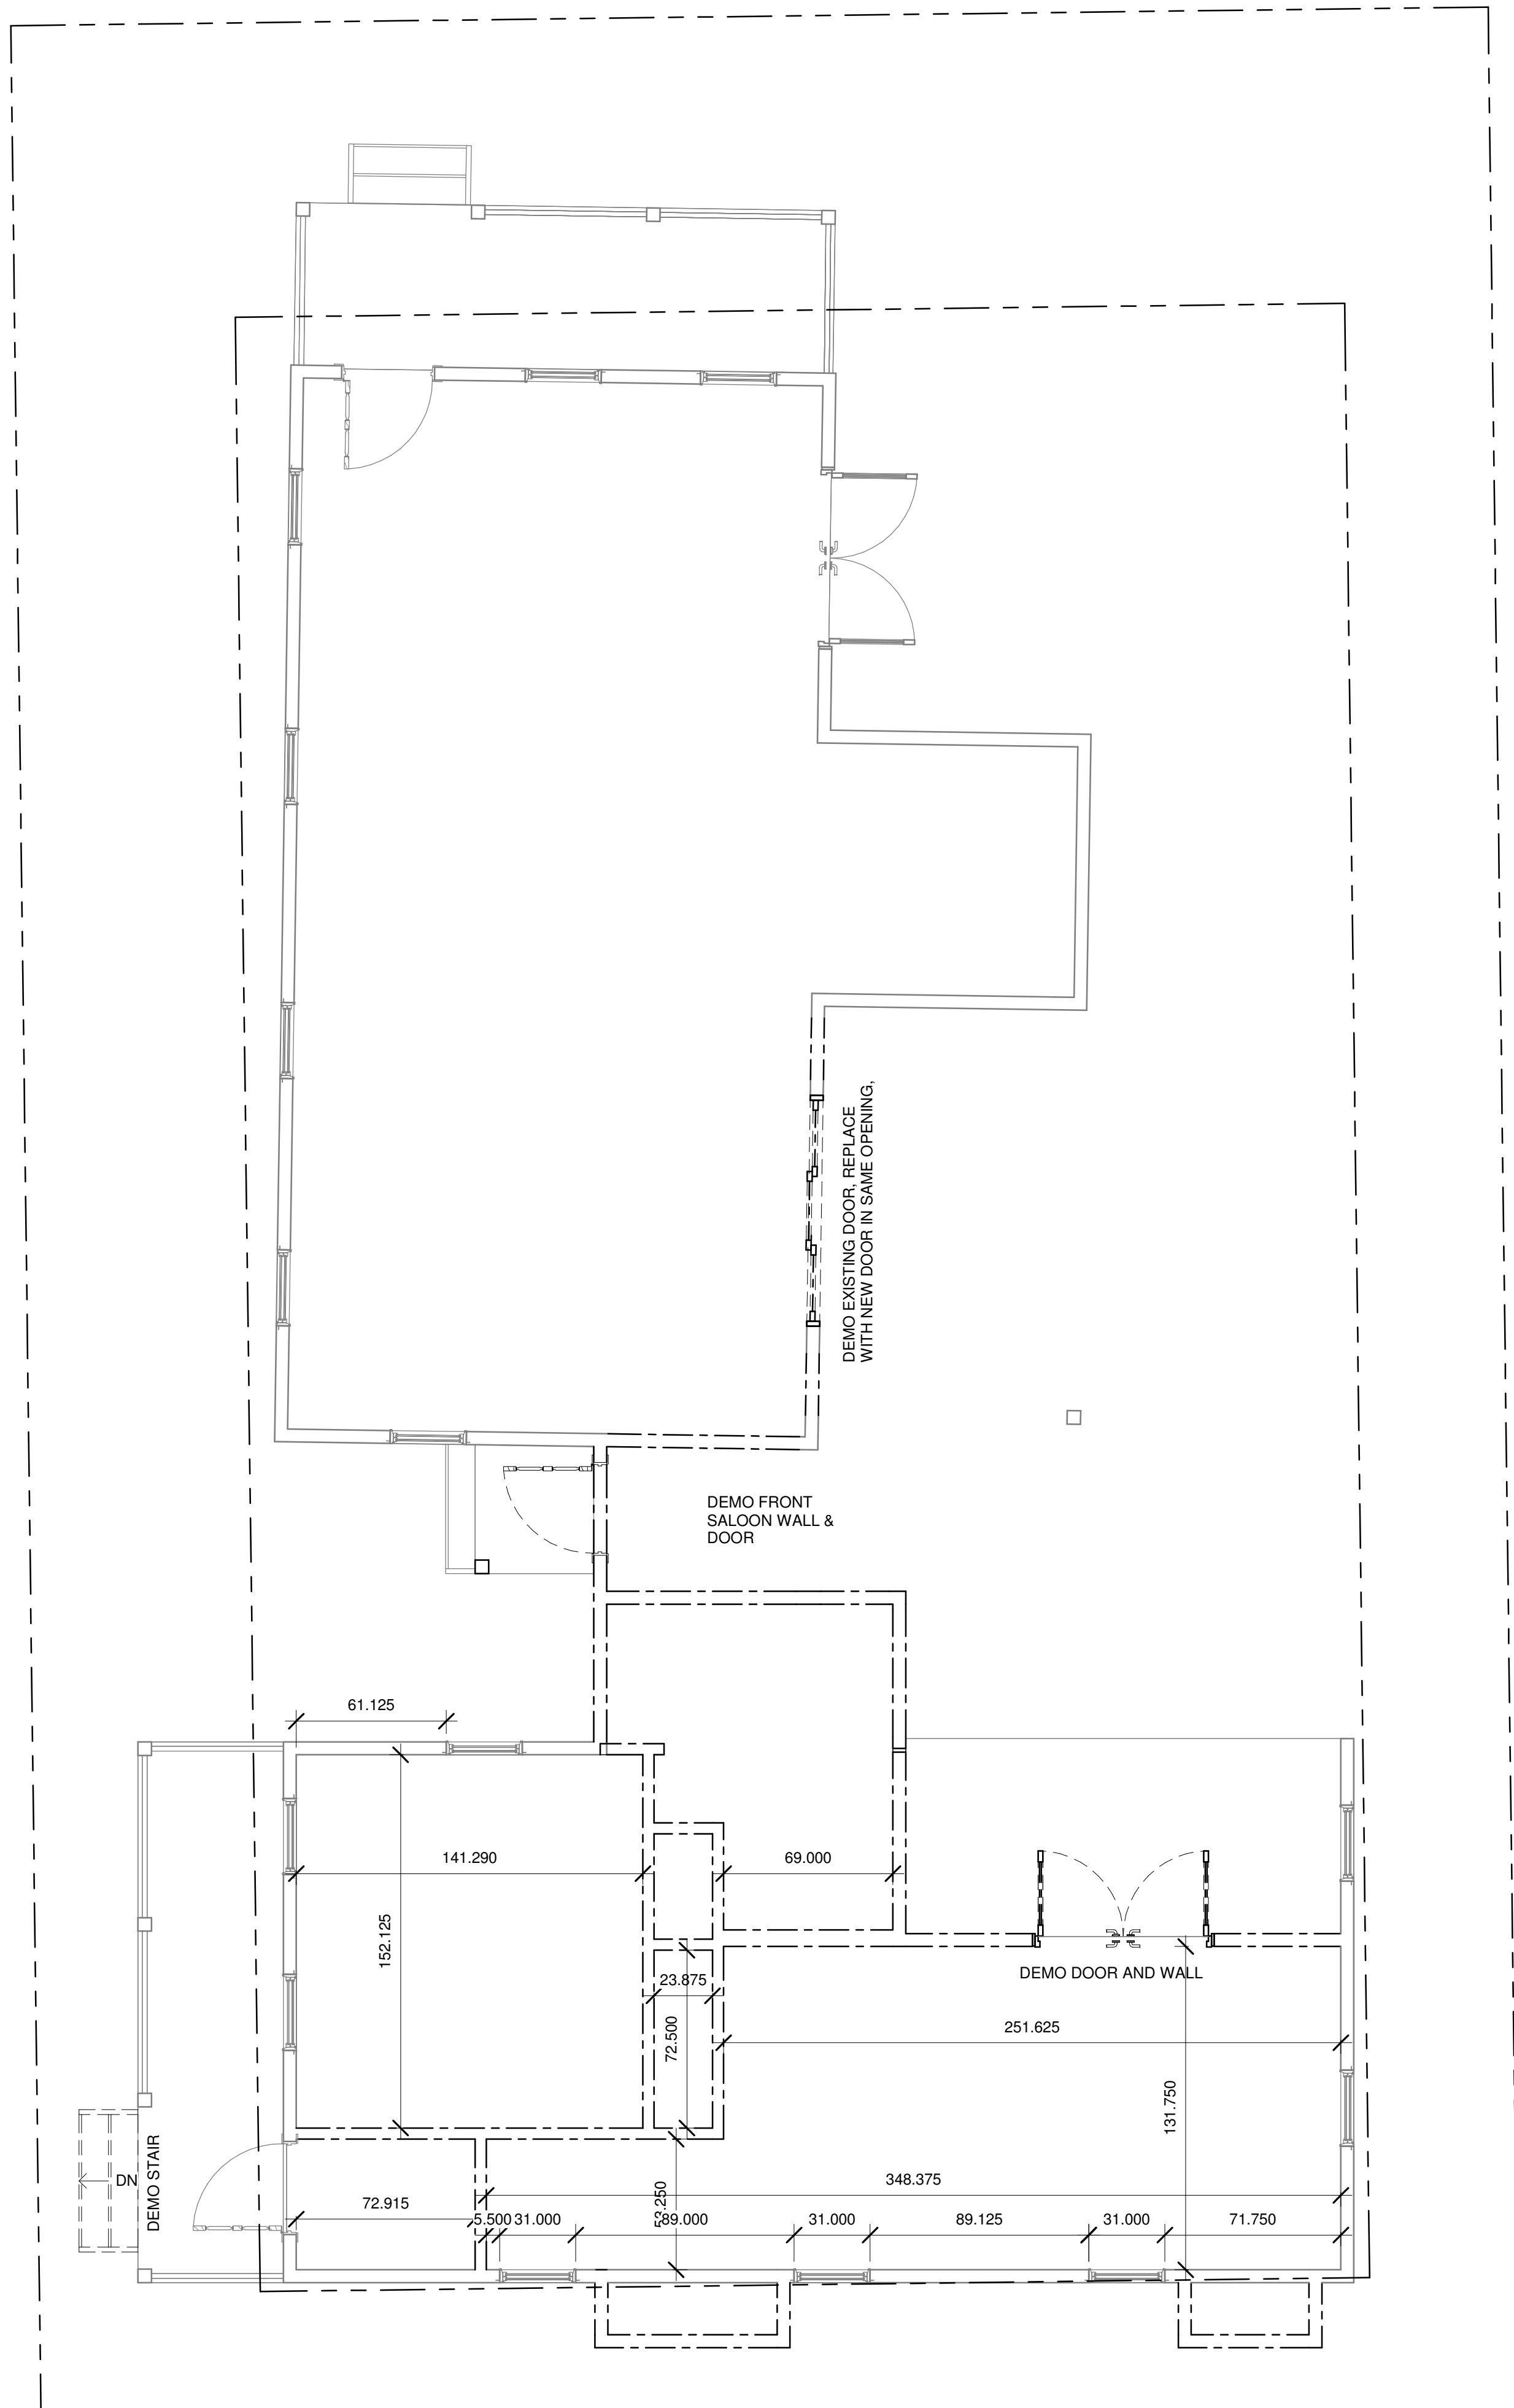 DEMO EXISTING DOOR, REPLACE
WITH NEW DOOR IN SAME OPENING,
DEMO FRONT
SALOON WALL &
DOOR
61.125
141.290
69.000
152.125
23.875
DEMO DOOR AND WALL
72.500
251.625
131.750
DN
DEMO STAIR
348.375
72.915
5.500
31.000
89.000
31.000
89.125
31.000
71.750